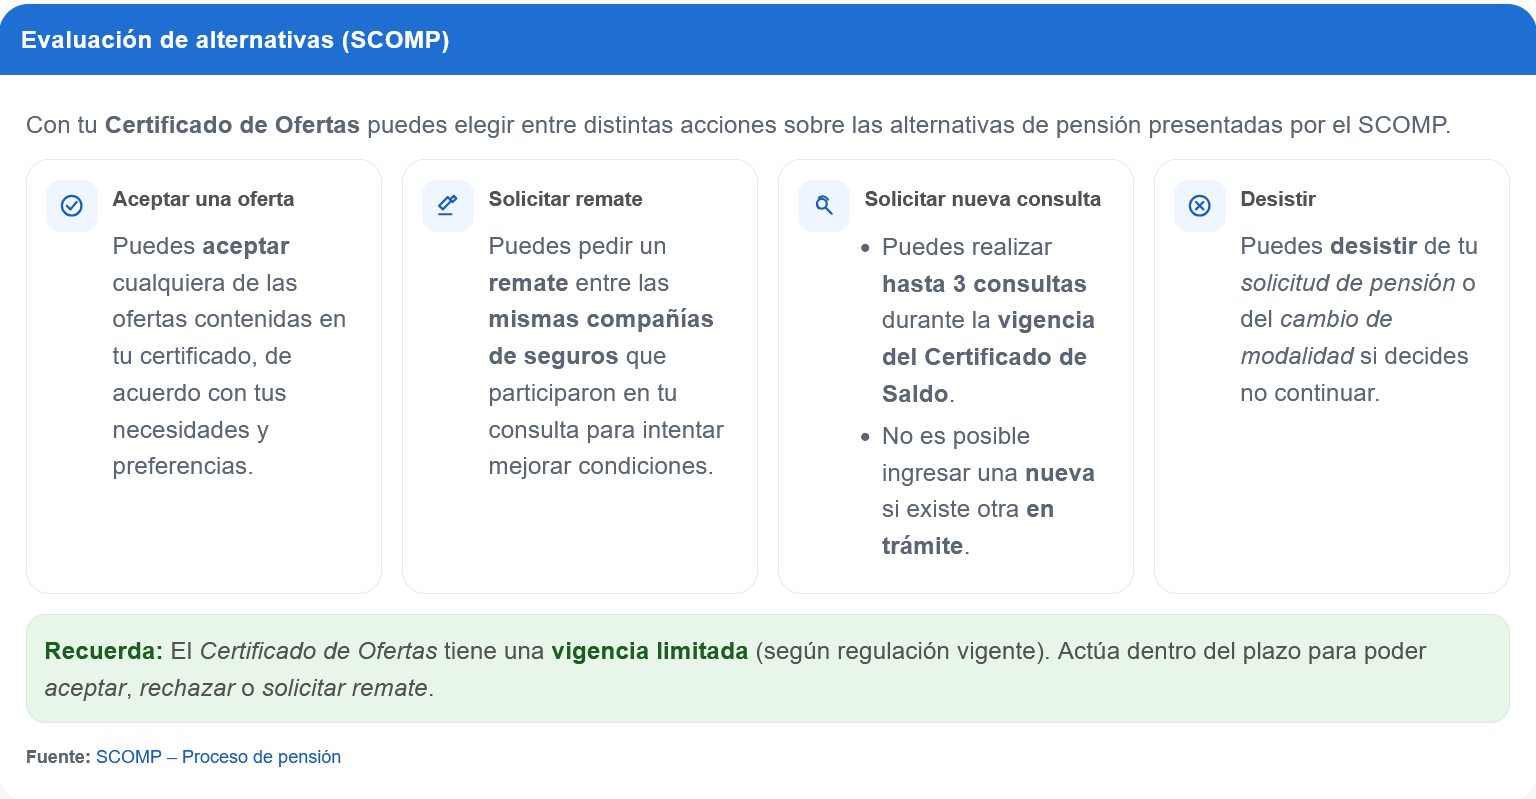 Evaluación de alternativas (SCOMP)
Con tu Certificado de Ofertas puedes elegir entre distintas acciones sobre las alternativas de pensión presentadas por el SCOMP.
Aceptar una oferta
Puedes aceptar
cualquiera de las
ofertas contenidas en
tu certificado, de
acuerdo con tus
necesidades y
preferencias.
Solicitar remate
Puedes pedir un
remate entre las
mismas compañías
de seguros que
participaron en tu
consulta para intentar
mejorar condiciones.
Solicitar nueva consulta
• Puedes realizar
hasta 3 consultas
durante la vigencia
del Certificado de
Saldo.
• No es posible
ingresar una nueva
si existe otra en
trámite.
Desistir
Puedes desistir de tu
solicitud de pensión o
del cambio de
modalidad si decides
no continuar.
Recuerda: El Certificado de Ofertas tiene una vigencia limitada (según regulación vigente). Actúa dentro del plazo para poder
aceptar, rechazar o solicitar remate.
Fuente: SCOMP – Proceso de pensión